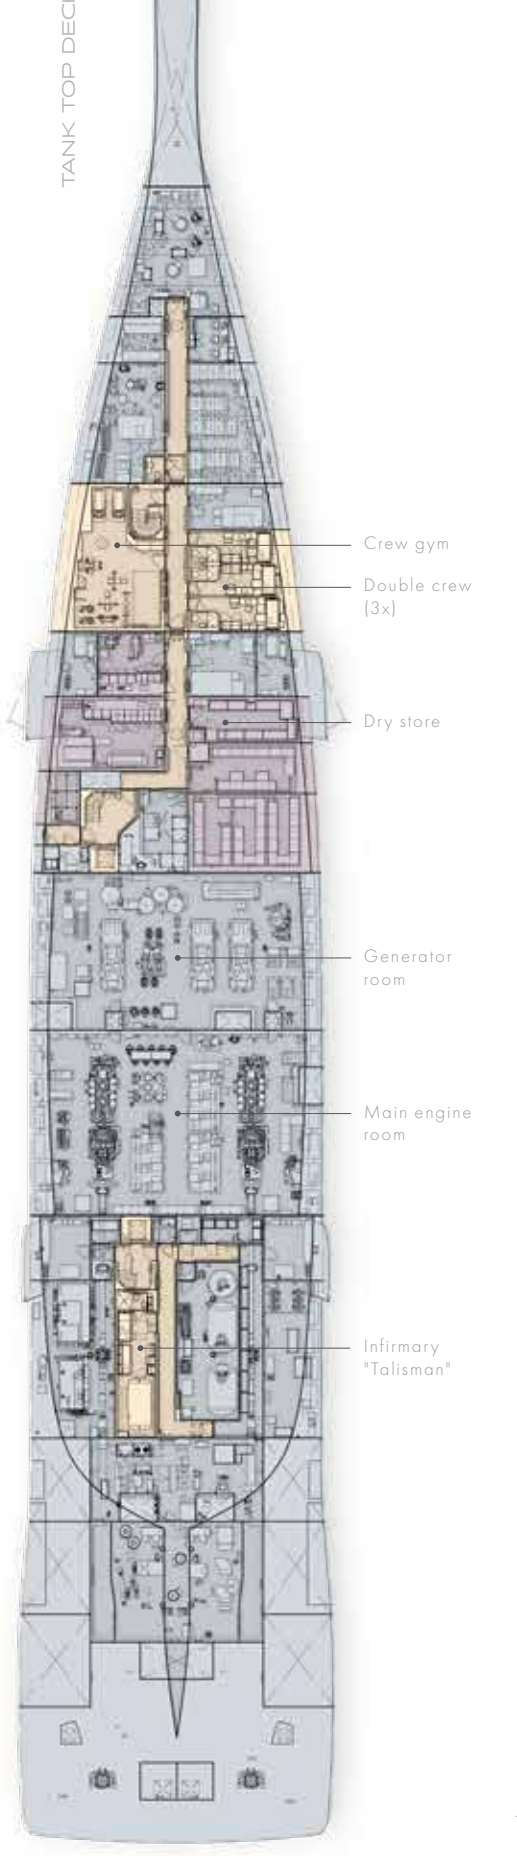 TANK TOP DECK
Crew gym
Double crew
(3x)
Dry store
Generator
room
Main engine
room
Infirmary
"Talisman"